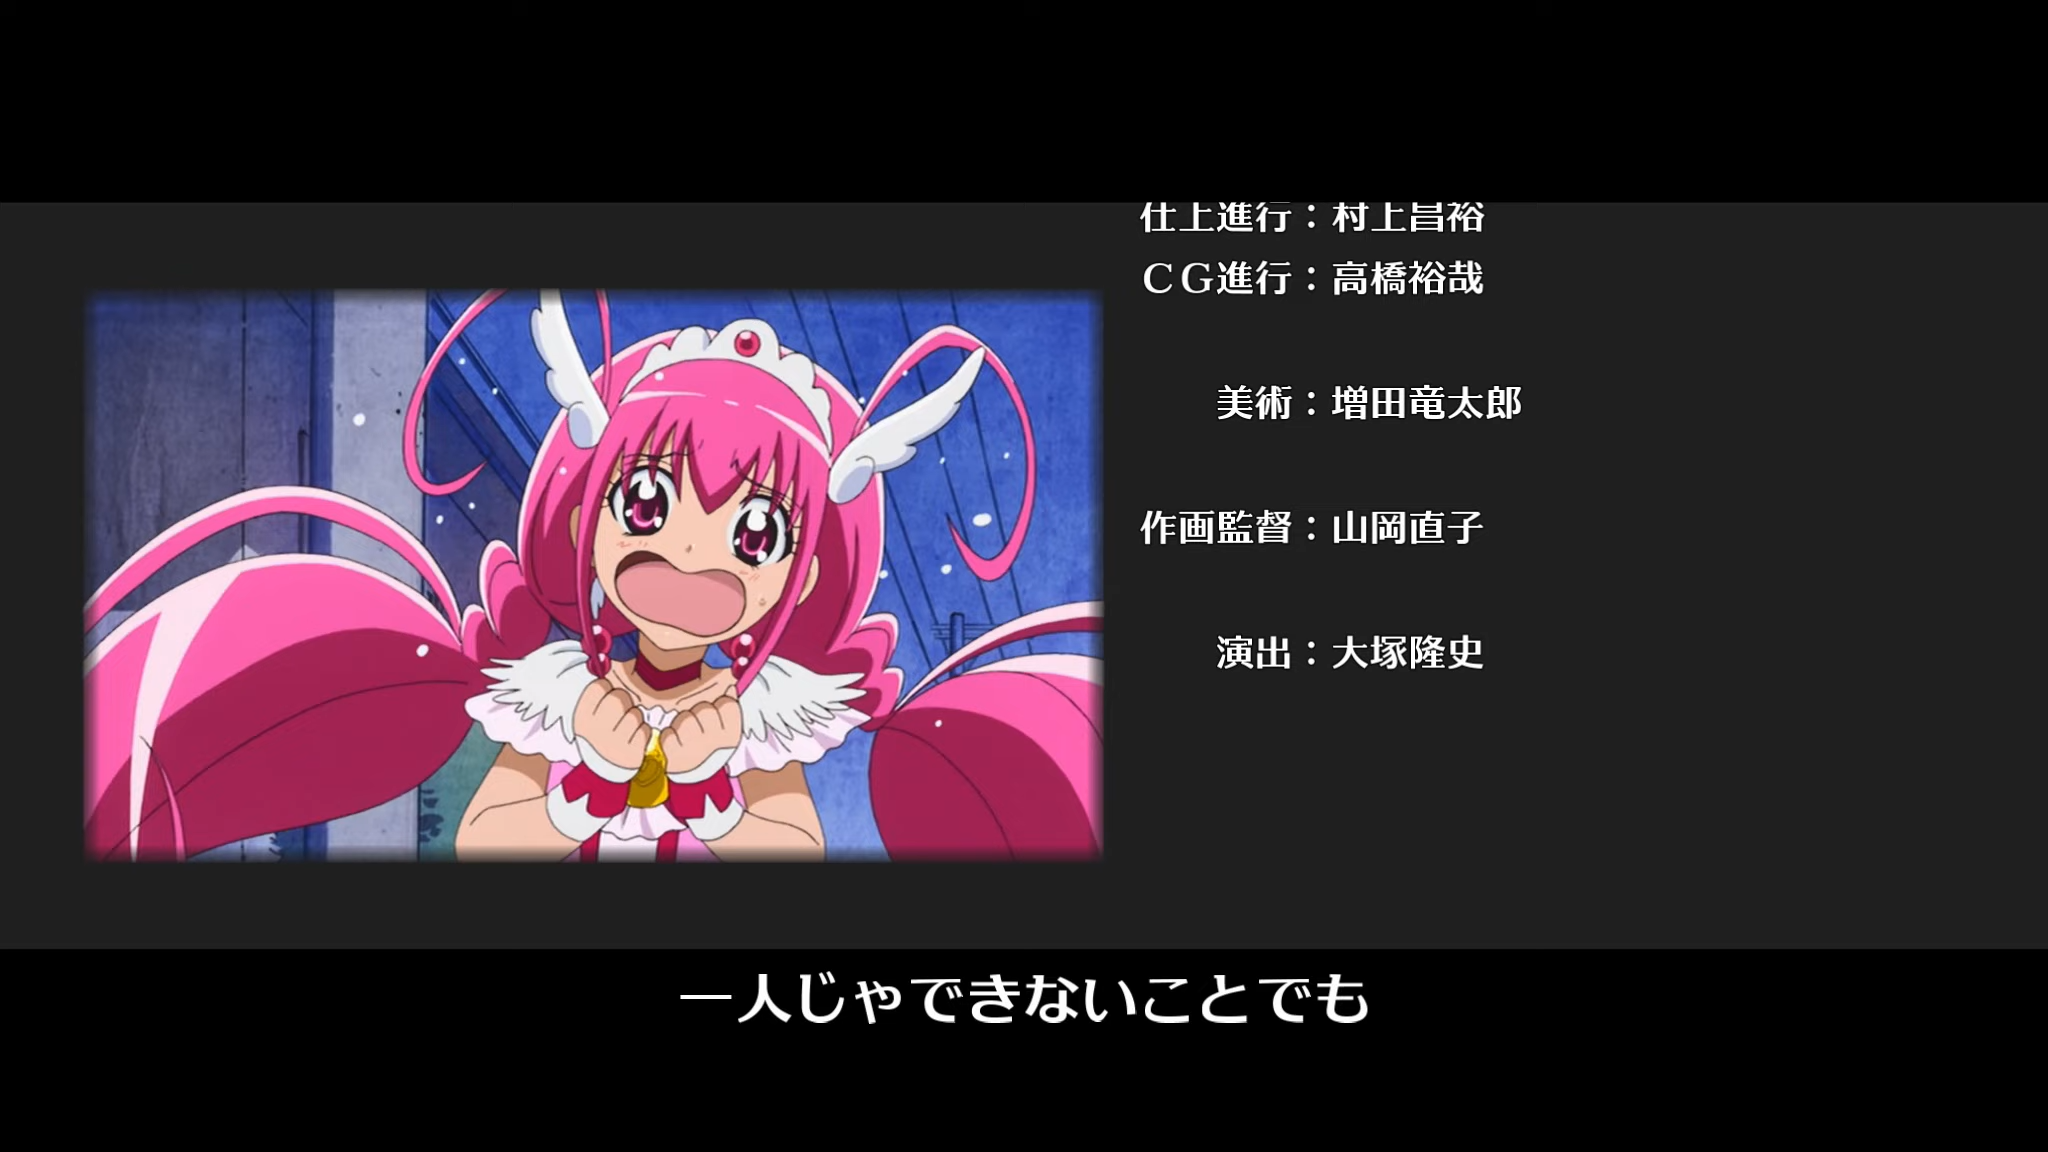 仕上進行：村上昌裕
ＣＧ進行：高橋裕哉
美術：増田竜太郎
作画監督：山岡直子
演出：大塚隆史
一人じゃできないことでも